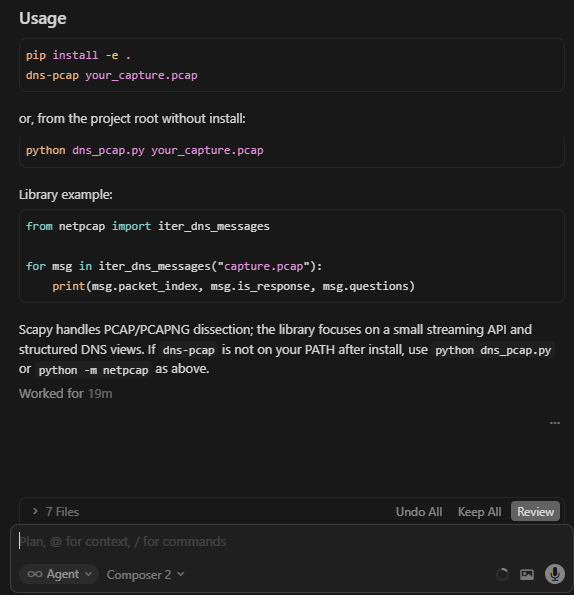 Usage
pip install -e .
dns-pcap your_capture.pcap
or, from the project root without install:
python dns_pcap.py your_capture.pcap
Library example:
from netpcap import iter_dns_messages
for msg in iter_dns_messages("capture.pcap"):
    print(msg.packet_index, msg.is_response, msg.questions)
Scapy handles PCAP/PCAPNG dissection; the library focuses on a small streaming API and
structured DNS views. If dns-pcap is not on your PATH after install, use python dns_pcap.py
or python -m netpcap as above.
Worked for 19m
...
> 7 Files Undo All Keep All Review
Plan, @ for context, / for commands
∞ Agent Composer 2